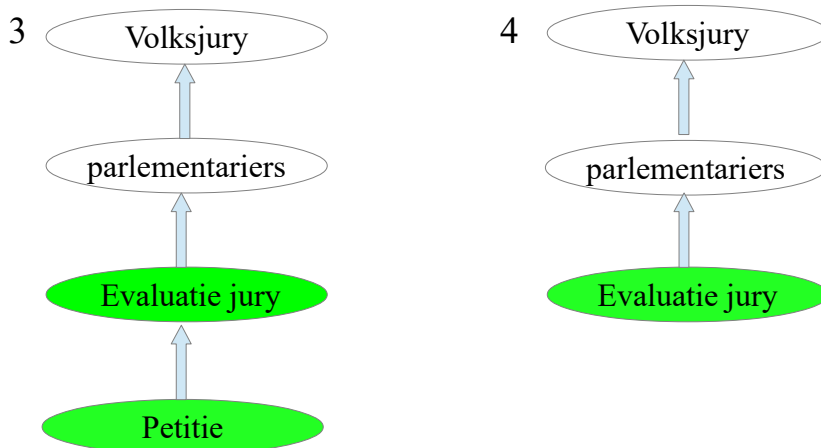 3
Volksjury
parlementariers
Evaluatie jury
Petitie
4
Volksjury
parlementariers
Evaluatie jury